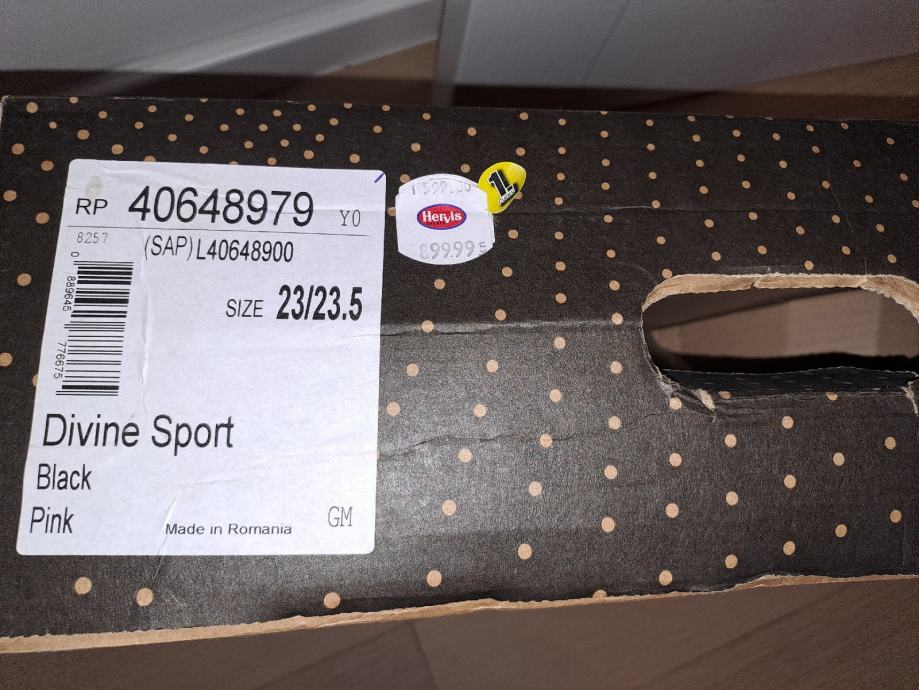 RP 40648979 Y0
8257
(SAP)L40648900
0 889645 776675
SIZE 23/23.5
Divine Sport
Black
Pink
Made in Romania
GM
Hervis
899.99
1.